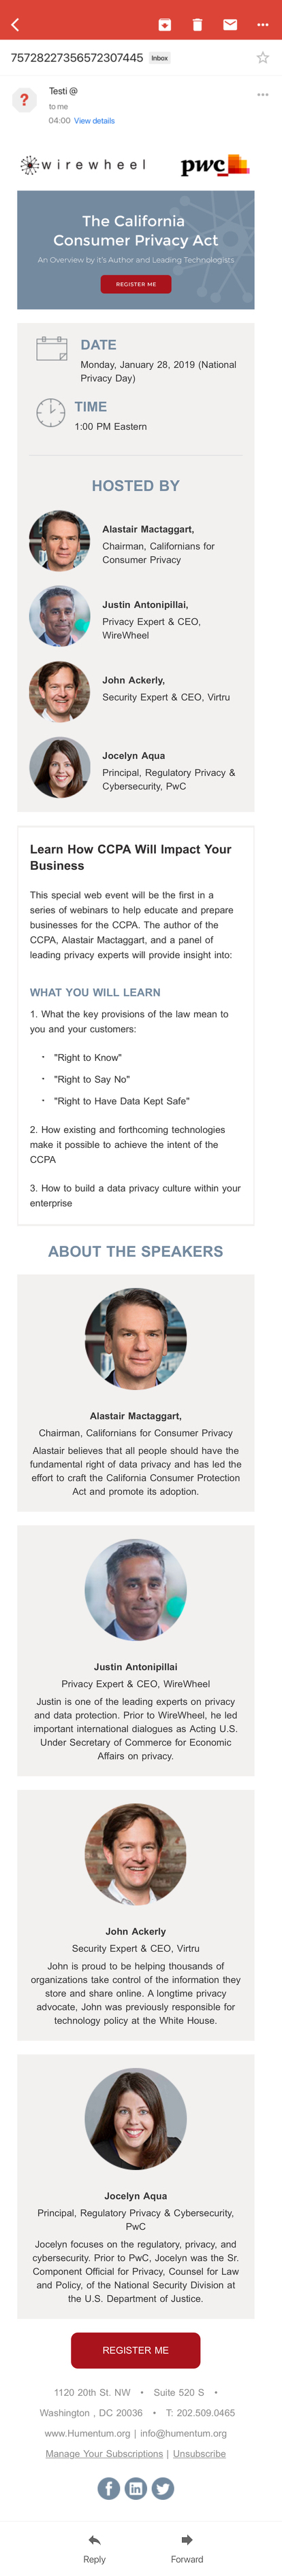 75728227356572307445 Inbox
Testi @
to me
04:00 View details
wirewheel
pwc
The California
Consumer Privacy Act
An Overview by it's Author and Leading Technologists
REGISTER ME
DATE
Monday, January 28, 2019 (National
Privacy Day)
TIME
1:00 PM Eastern
HOSTED BY
Alastair Mactaggart,
Chairman, Californians for
Consumer Privacy
Justin Antonipillai,
Privacy Expert & CEO,
WireWheel
John Ackerly,
Security Expert & CEO, Virtru
Jocelyn Aqua
Principal, Regulatory Privacy &
Cybersecurity, PwC
Learn How CCPA Will Impact Your
Business
This special web event will be the first in a
series of webinars to help educate and prepare
businesses for the CCPA. The author of the
CCPA, Alastair Mactaggart, and a panel of
leading privacy experts will provide insight into:
WHAT YOU WILL LEARN
1. What the key provisions of the law mean to
you and your customers:
• "Right to Know"
• "Right to Say No"
• "Right to Have Data Kept Safe"
2. How existing and forthcoming technologies
make it possible to achieve the intent of the
CCPA
3. How to build a data privacy culture within your
enterprise
ABOUT THE SPEAKERS
Alastair Mactaggart,
Chairman, Californians for Consumer Privacy
Alastair believes that all people should have the
fundamental right of data privacy and has led the
effort to craft the California Consumer Protection
Act and promote its adoption.
Justin Antonipillai
Privacy Expert & CEO, WireWheel
Justin is one of the leading experts on privacy
and data protection. Prior to WireWheel, he led
important international dialogues as Acting U.S.
Under Secretary of Commerce for Economic
Affairs on privacy.
John Ackerly
Security Expert & CEO, Virtru
John is proud to be helping thousands of
organizations take control of the information they
store and share online. A longtime privacy
advocate, John was previously responsible for
technology policy at the White House.
Jocelyn Aqua
Principal, Regulatory Privacy & Cybersecurity,
PwC
Jocelyn focuses on the regulatory, privacy, and
cybersecurity. Prior to PwC, Jocelyn was the Sr.
Component Official for Privacy, Counsel for Law
and Policy, of the National Security Division at
the U.S. Department of Justice.
REGISTER ME
1120 20th St. NW • Suite 520 S •
Washington , DC 20036 • T: 202.509.0465
www.Humentum.org | info@humentum.org
Manage Your Subscriptions | Unsubscribe
Reply Forward